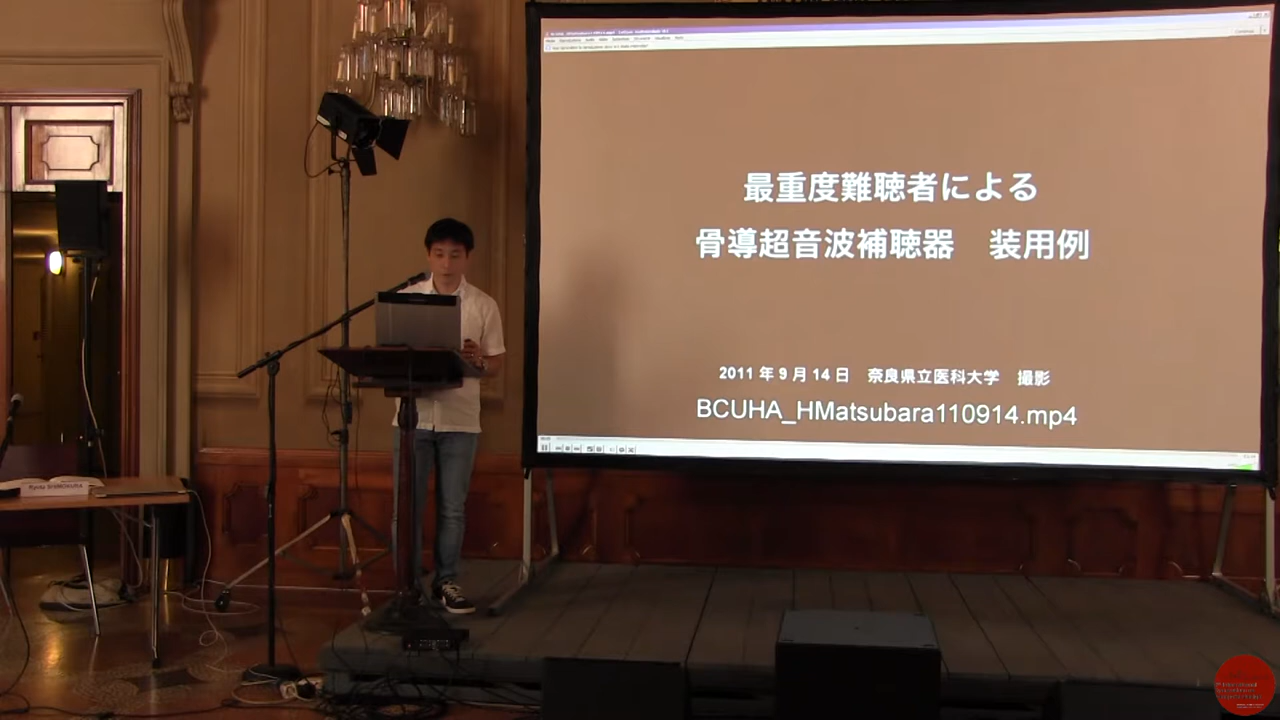 最重度難聴者による
骨導超音波補聴器　装用例
2011 年 9 月 14 日　奈良県立医科大学　撮影
BCUHA_HMatsubara110914.mp4